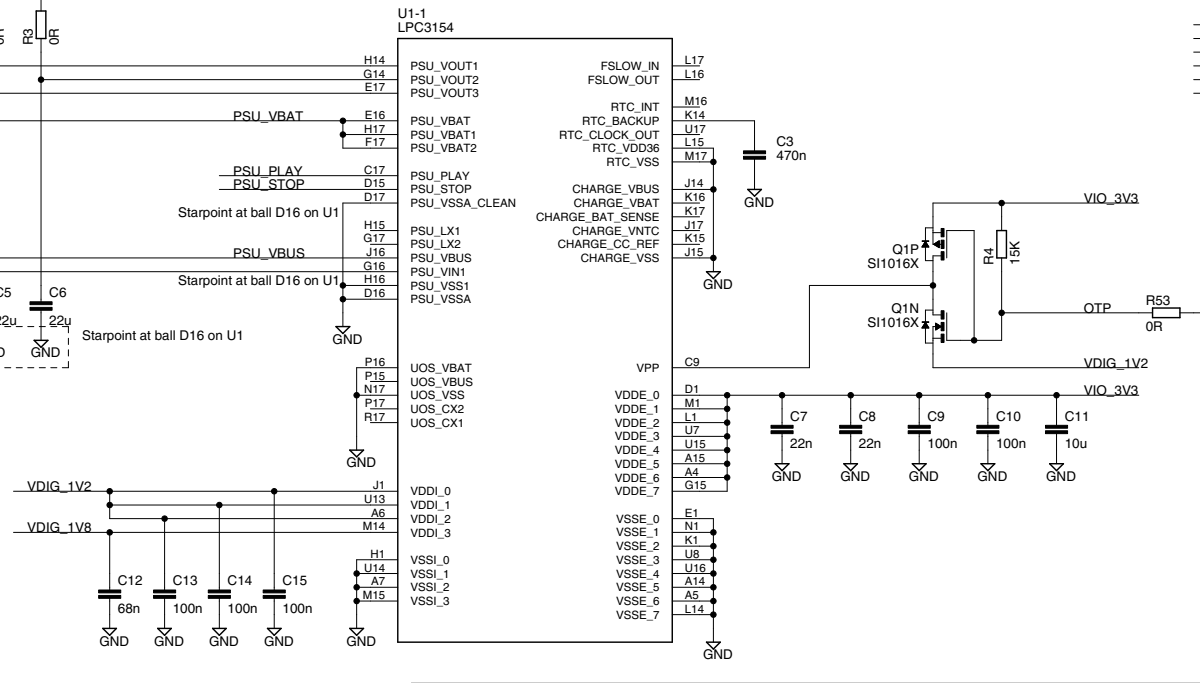 U1-1
LPC3154
R3
0R
H14 PSU_VOUT1
G14 PSU_VOUT2
E17 PSU_VOUT3
PSU_VBAT E16 PSU_VBAT
H17 PSU_VBAT1
F17 PSU_VBAT2
PSU_PLAY C17 PSU_PLAY
PSU_STOP D15 PSU_STOP
D17 PSU_VSSA_CLEAN
Starpoint at ball D16 on U1
H15 PSU_LX1
G17 PSU_LX2
PSU_VBUS J16 PSU_VBUS
G16 PSU_VIN1
Starpoint at ball D16 on U1
H16 PSU_VSS1
D16 PSU_VSSA
GND
C5
22u
C6
22u
GND
Starpoint at ball D16 on U1
P16 UOS_VBAT
P15 UOS_VBUS
N17 UOS_VSS
P17 UOS_CX2
R17 UOS_CX1
GND
VDIG_1V2 J1 VDDI_0
U13 VDDI_1
A6 VDDI_2
VDIG_1V8 M14 VDDI_3
H1 VSSI_0
U14 VSSI_1
A7 VSSI_2
M15 VSSI_3
C12 C13 C14 C15
68n 100n 100n 100n
GND GND GND GND GND
FSLOW_IN L17
FSLOW_OUT L16
RTC_INT M16
RTC_BACKUP K14
RTC_CLOCK_OUT U17
RTC_VDD36 L15
RTC_VSS M17
C3
470n
GND
CHARGE_VBUS J14
CHARGE_VBAT K16
CHARGE_BAT_SENSE K17
CHARGE_VNTC J17
CHARGE_CC_REF K15
CHARGE_VSS J15
GND
VIO_3V3
Q1P
SI1016X
R4
15K
Q1N
SI1016X
OTP
R53
0R
VPP C9
VDIG_1V2
VIO_3V3
VDDE_0 D1
VDDE_1 M1
VDDE_2 L1
VDDE_3 U7
VDDE_4 U15
VDDE_5 A15
VDDE_6 A4
VDDE_7 G15
C7 C8 C9 C10 C11
22n 22n 100n 100n 10u
GND GND GND GND GND
VSSE_0 E1
VSSE_1 N1
VSSE_2 K1
VSSE_3 U8
VSSE_4 U16
VSSE_5 A14
VSSE_6 A5
VSSE_7 L14
GND